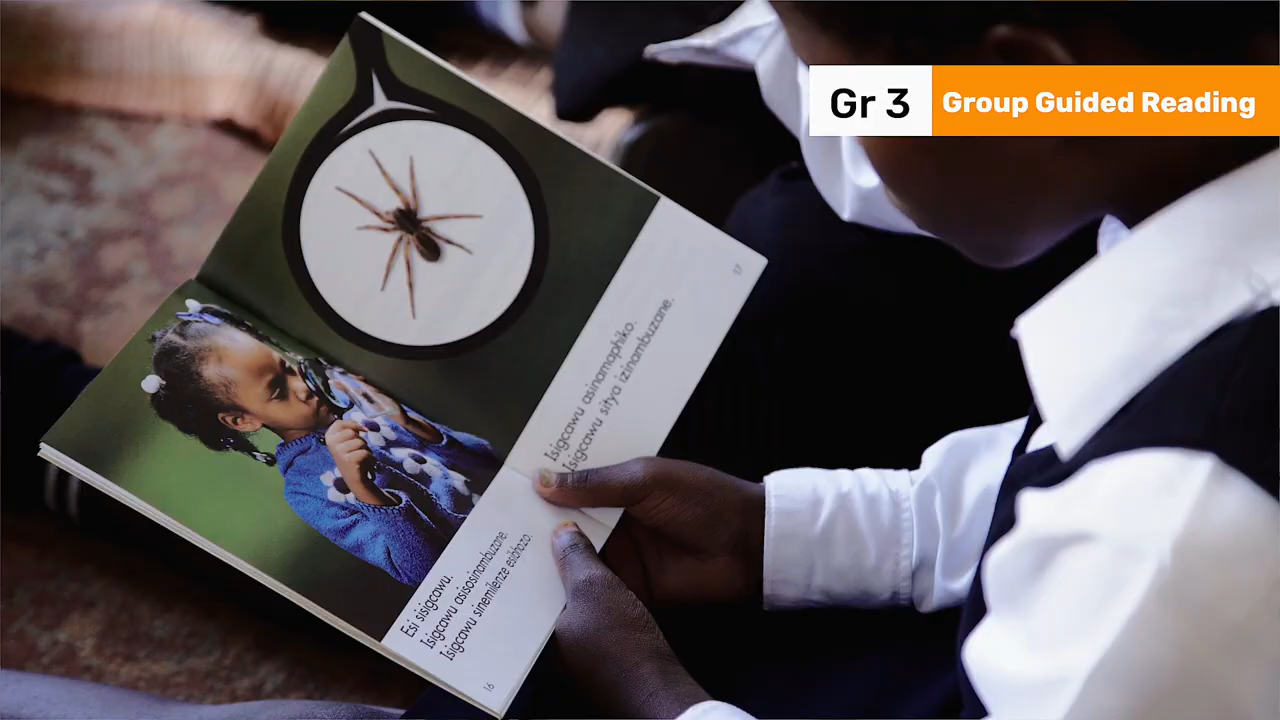 Gr 3
Group Guided Reading
Esi sisigcawu.
Isigcawu asisosinambuzane.
Isigcawu sinemilenze esibhozo.
16
Isigcawu asinamaphiko.
Isigcawu sitya izinambuzane.
17